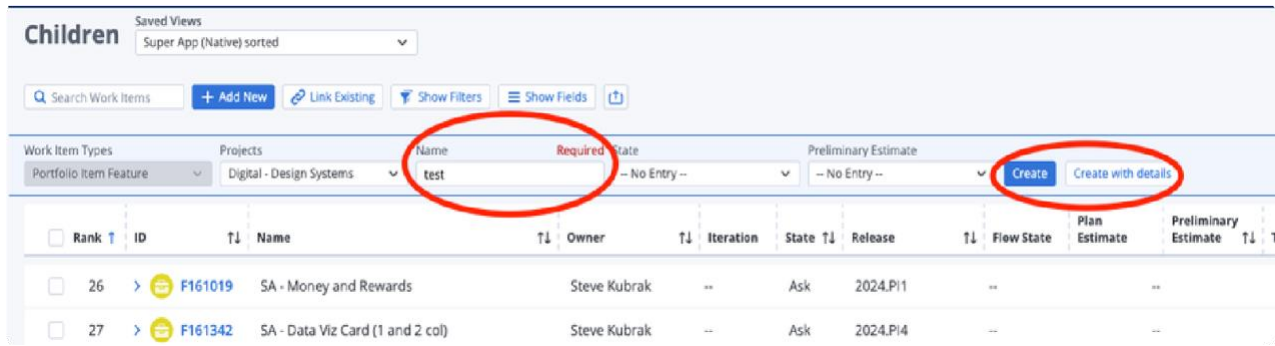 Saved Views
Children
Super App (Native) sorted
Search Work Items + Add New Link Existing Show Filters Show Fields
Work Item Types Projects Name Required State Preliminary Estimate
Portfolio Item Feature Digital - Design Systems test -- No Entry -- -- No Entry -- Create Create with details
Rank ID Name Owner Iteration State Release Flow State Plan Estimate Preliminary Estimate T
26 F161019 SA - Money and Rewards Steve Kubrak -- Ask 2024.PI1 -- --
27 F161342 SA - Data Viz Card (1 and 2 col) Steve Kubrak -- Ask 2024.PI4 -- --